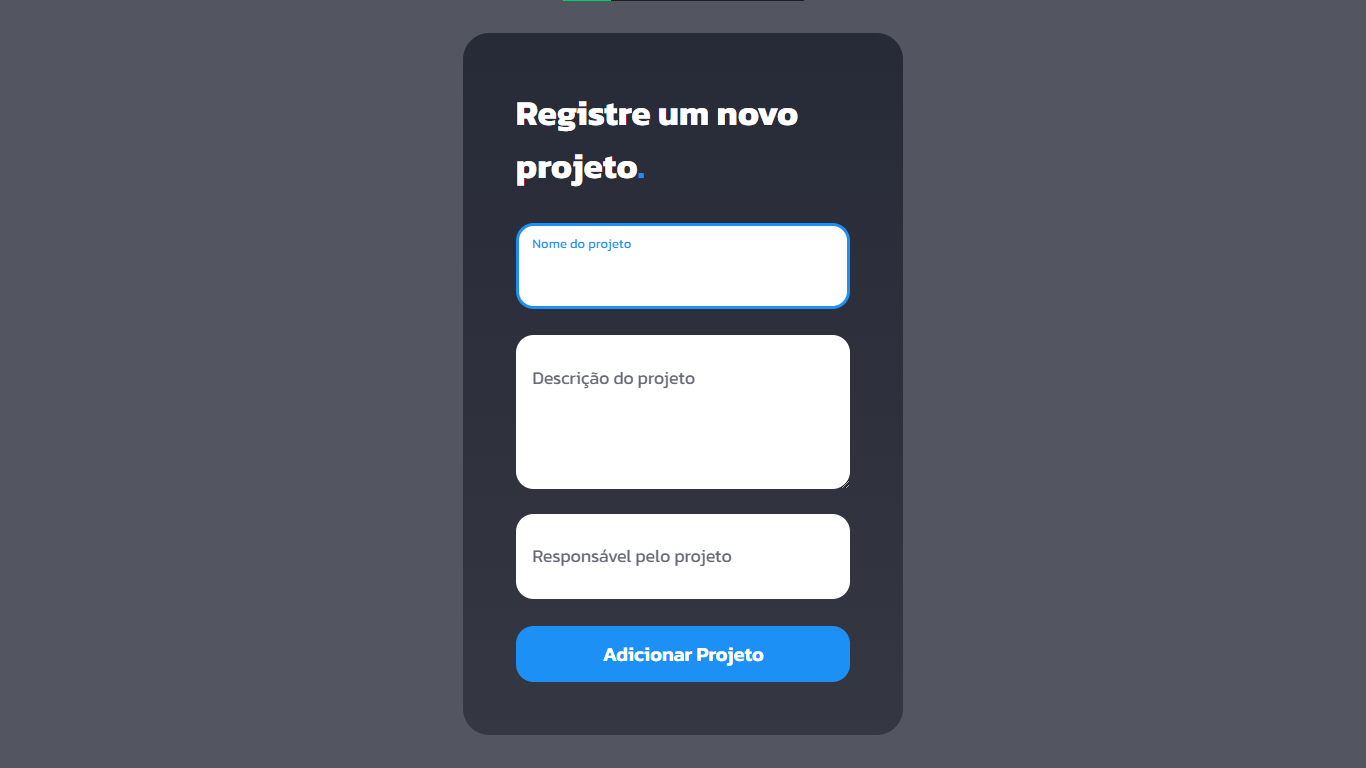 Registre um novo
projeto.
Nome do projeto
Descrição do projeto
Responsável pelo projeto
Adicionar Projeto